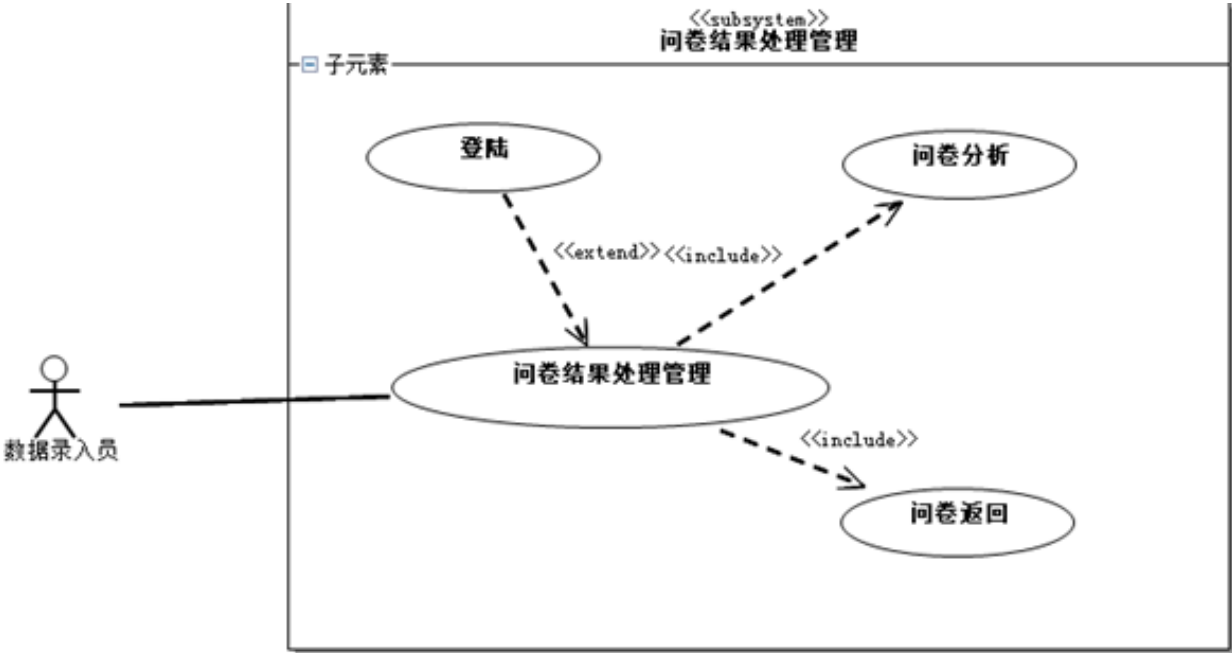 <<subsystem>>
问卷结果处理管理
子元素
登陆
问卷分析
<<extend>>
<<include>>
问卷结果处理管理
数据录入员
<<include>>
问卷返回